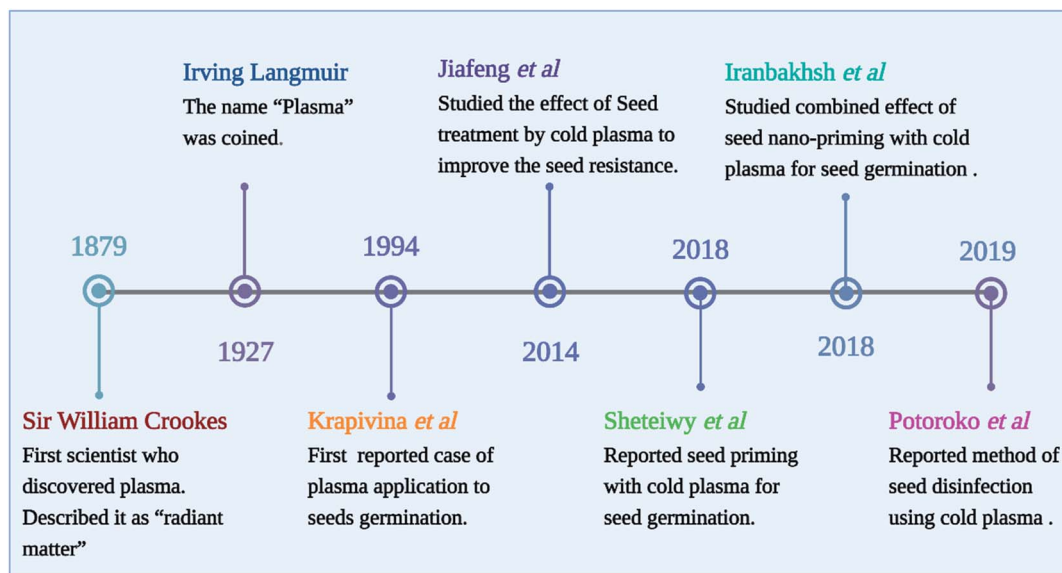 Irving Langmuir
The name “Plasma”
was coined.
Jiafeng et al
Studied the effect of Seed
treatment by cold plasma to
improve the seed resistance.
Iranbakhsh et al
Studied combined effect of
seed nano-priming with cold
plasma for seed germination .
1879
1994
2018
2019
1927
2014
2018
Sir William Crookes
First scientist who
discovered plasma.
Described it as “radiant
matter”
Krapivina et al
First reported case of
plasma application to
seeds germination.
Sheteiwy et al
Reported seed priming
with cold plasma for
seed germination.
Potoroko et al
Reported method of
seed disinfection
using cold plasma .